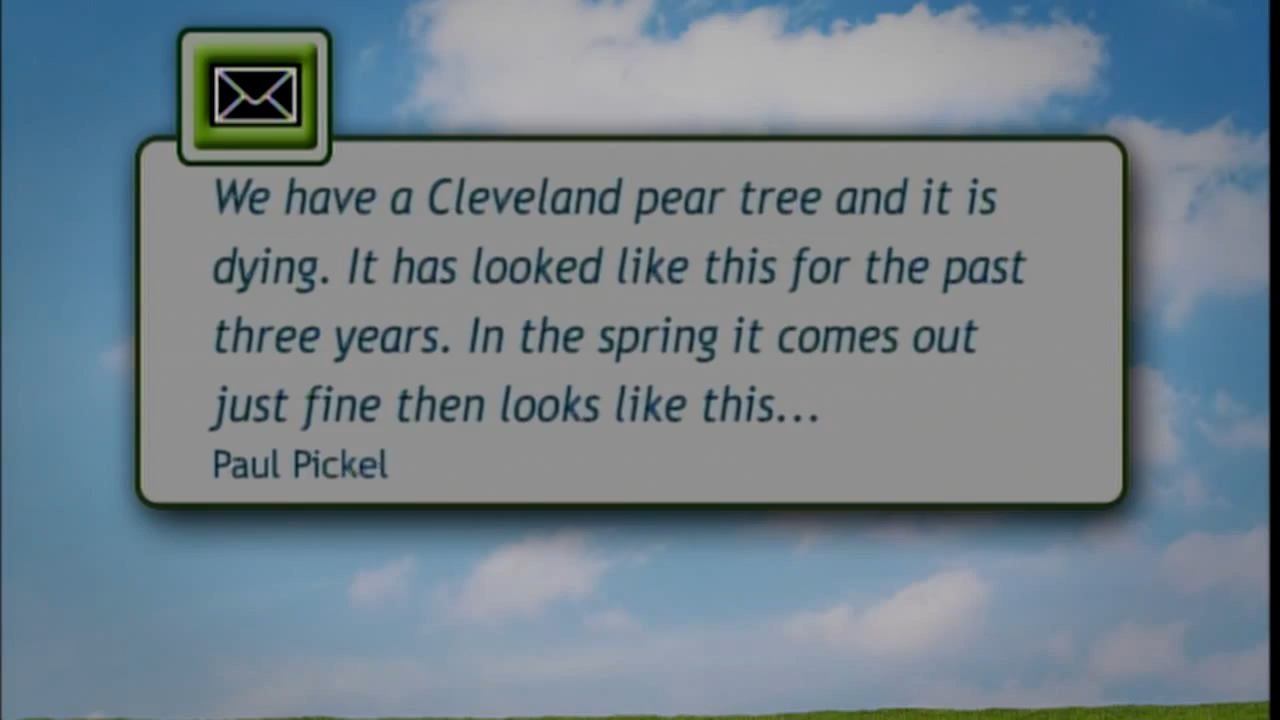 We have a Cleveland pear tree and it is
dying. It has looked like this for the past
three years. In the spring it comes out
just fine then looks like this...
Paul Pickel